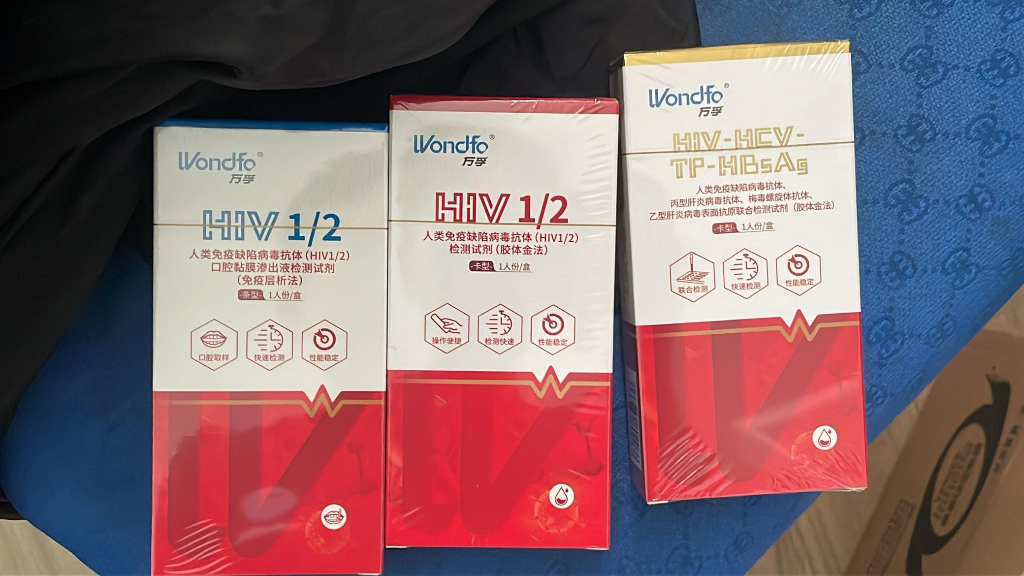 Wondfo®
万孚
HIV 1/2
人类免疫缺陷病毒抗体(HIV1/2)
口腔黏膜渗出液检测试剂
(免疫层析法)
条型 1人份/盒
口腔取样
快速检测
性能稳定
Wondfo®
万孚
HIV 1/2
人类免疫缺陷病毒抗体(HIV1/2)
检测试剂(胶体金法)
卡型 1人份/盒
操作便捷
检测快速
性能稳定
Wondfo®
万孚
HIV-HCV-
TP-HBsAg
人类免疫缺陷病毒抗体、
丙型肝炎病毒抗体、梅毒螺旋体抗体、
乙型肝炎病毒表面抗原联合检测试剂(胶体金法)
卡型 1人份/盒
联合检测
快速检测
性能稳定